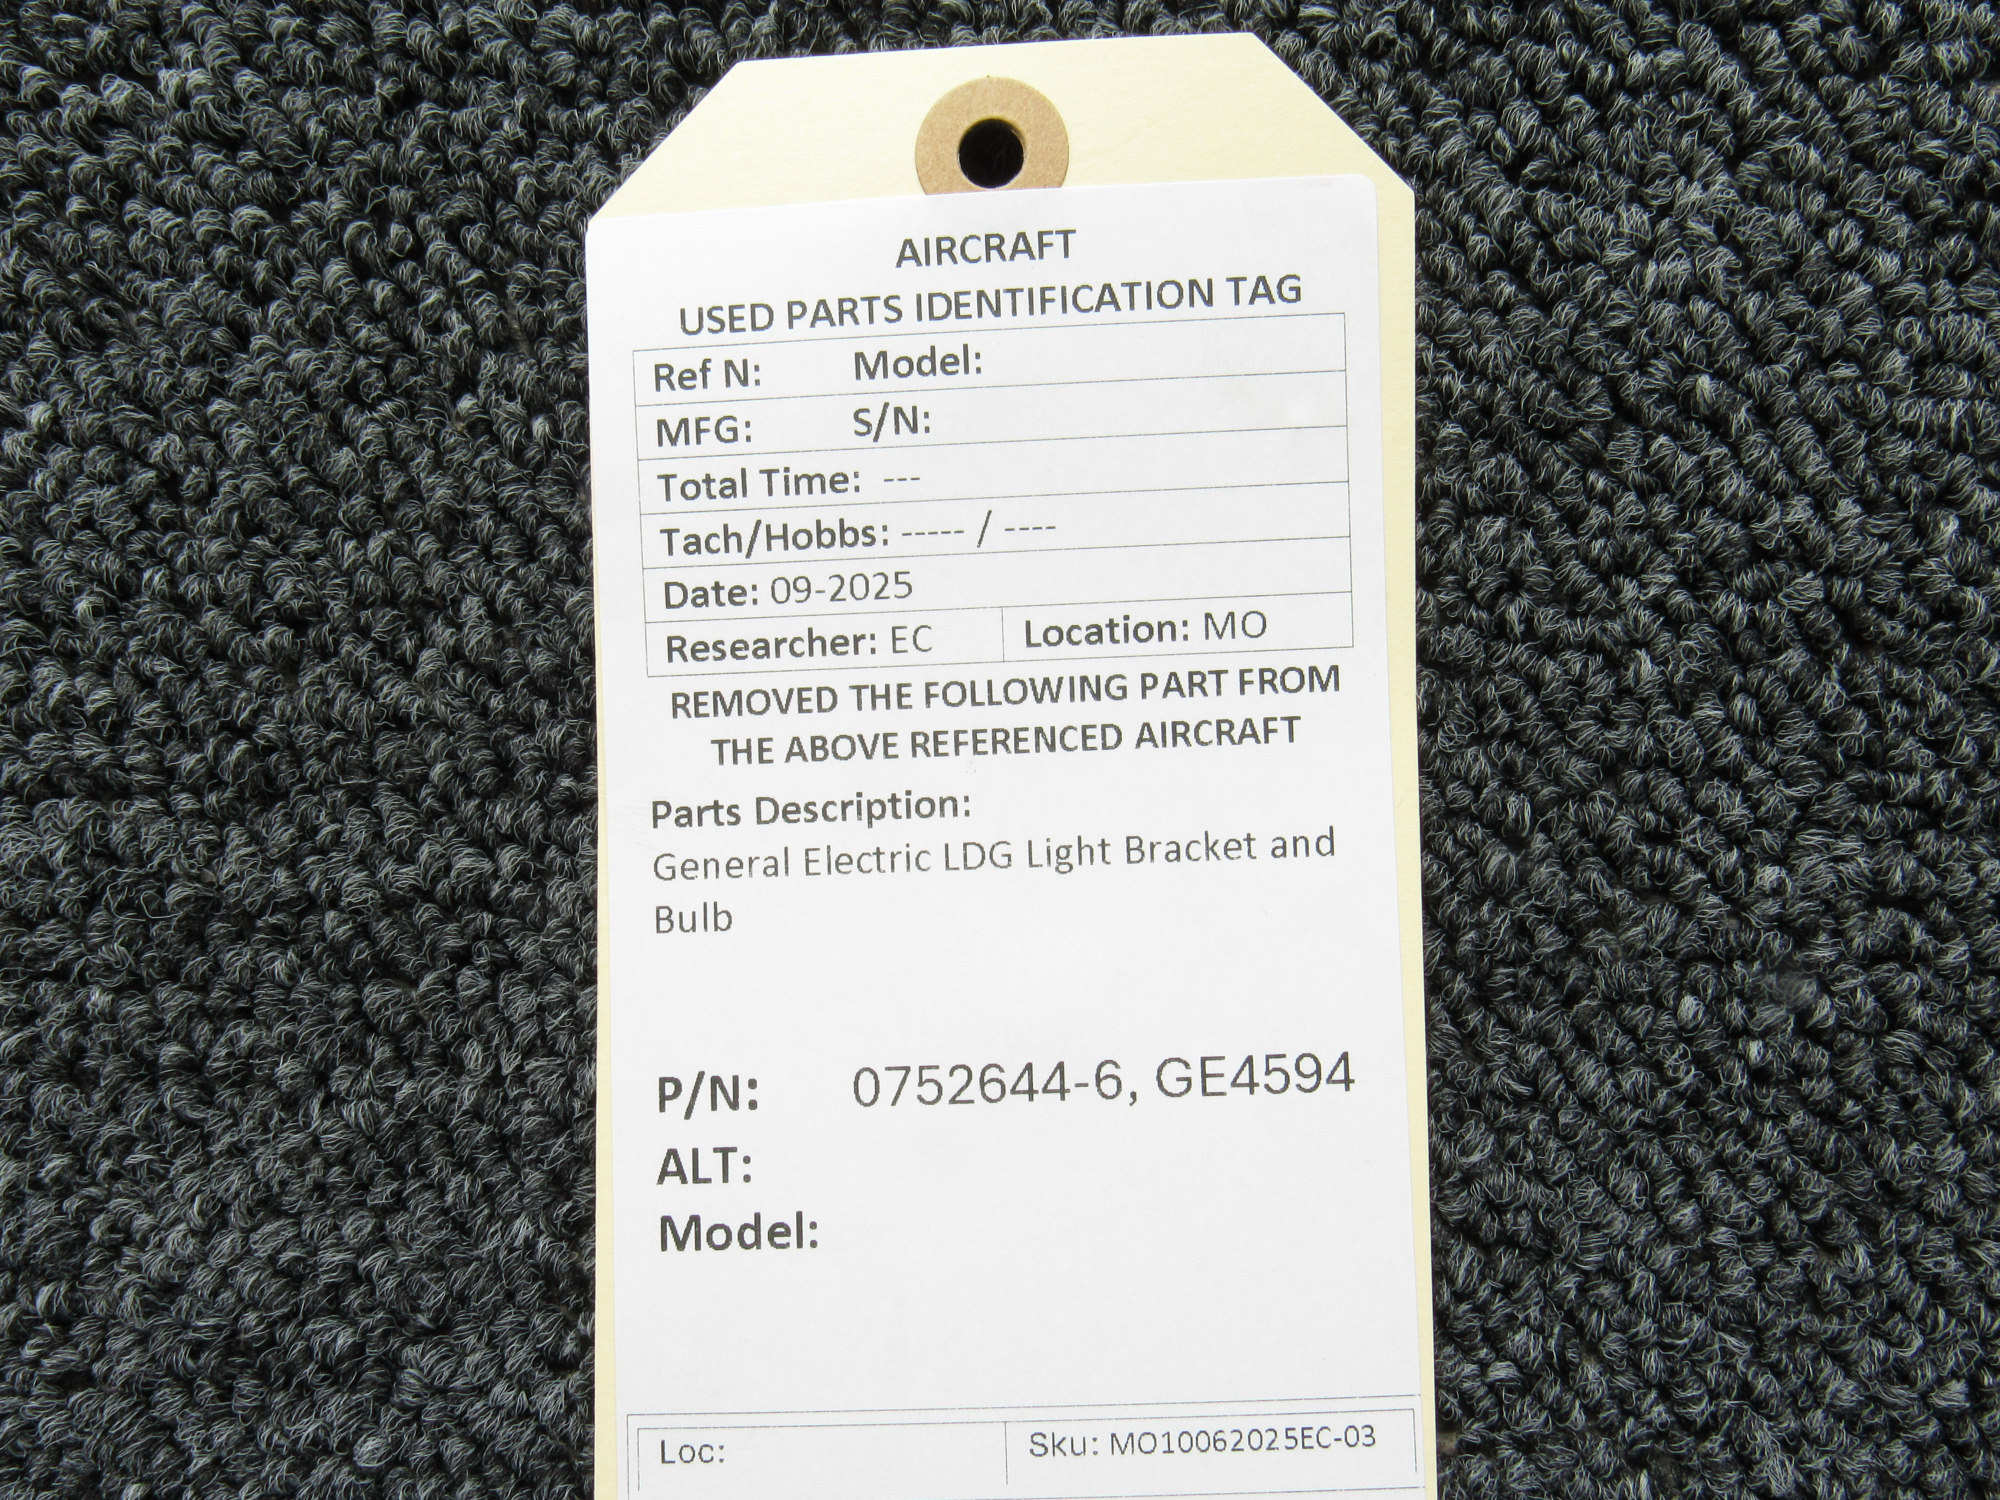 AIRCRAFT
USED PARTS IDENTIFICATION TAG
Ref N: Model:
MFG: S/N:
Total Time: ---
Tach/Hobbs: ----- / ----
Date: 09-2025
Researcher: EC Location: MO
REMOVED THE FOLLOWING PART FROM
THE ABOVE REFERENCED AIRCRAFT
Parts Description:
General Electric LDG Light Bracket and
Bulb
P/N: 0752644-6, GE4594
ALT:
Model:
Loc: Sku: MO10062025EC-03